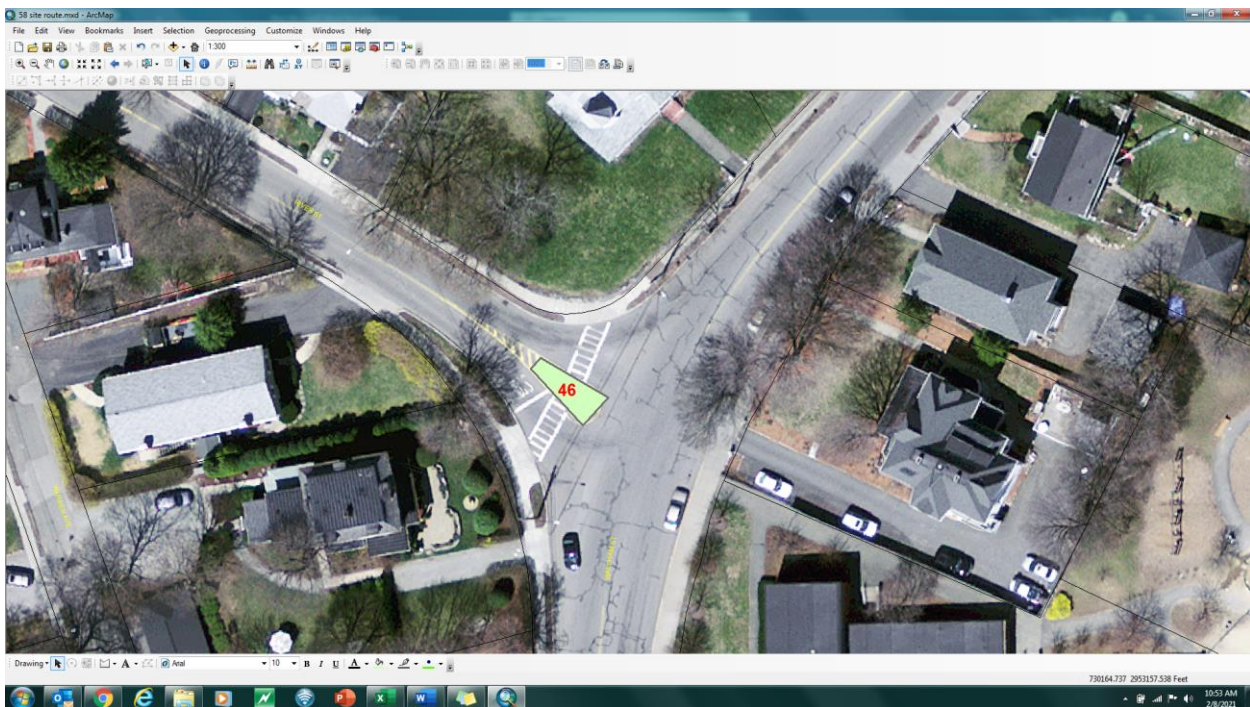 58 site route.mxd - ArcMap
File Edit View Bookmarks Insert Selection Geoprocessing Customize Windows Help
1:300
46
Drawing
Arial 10 B I U A
730164.737 2953157.538 Feet
10:53 AM
2/8/2021